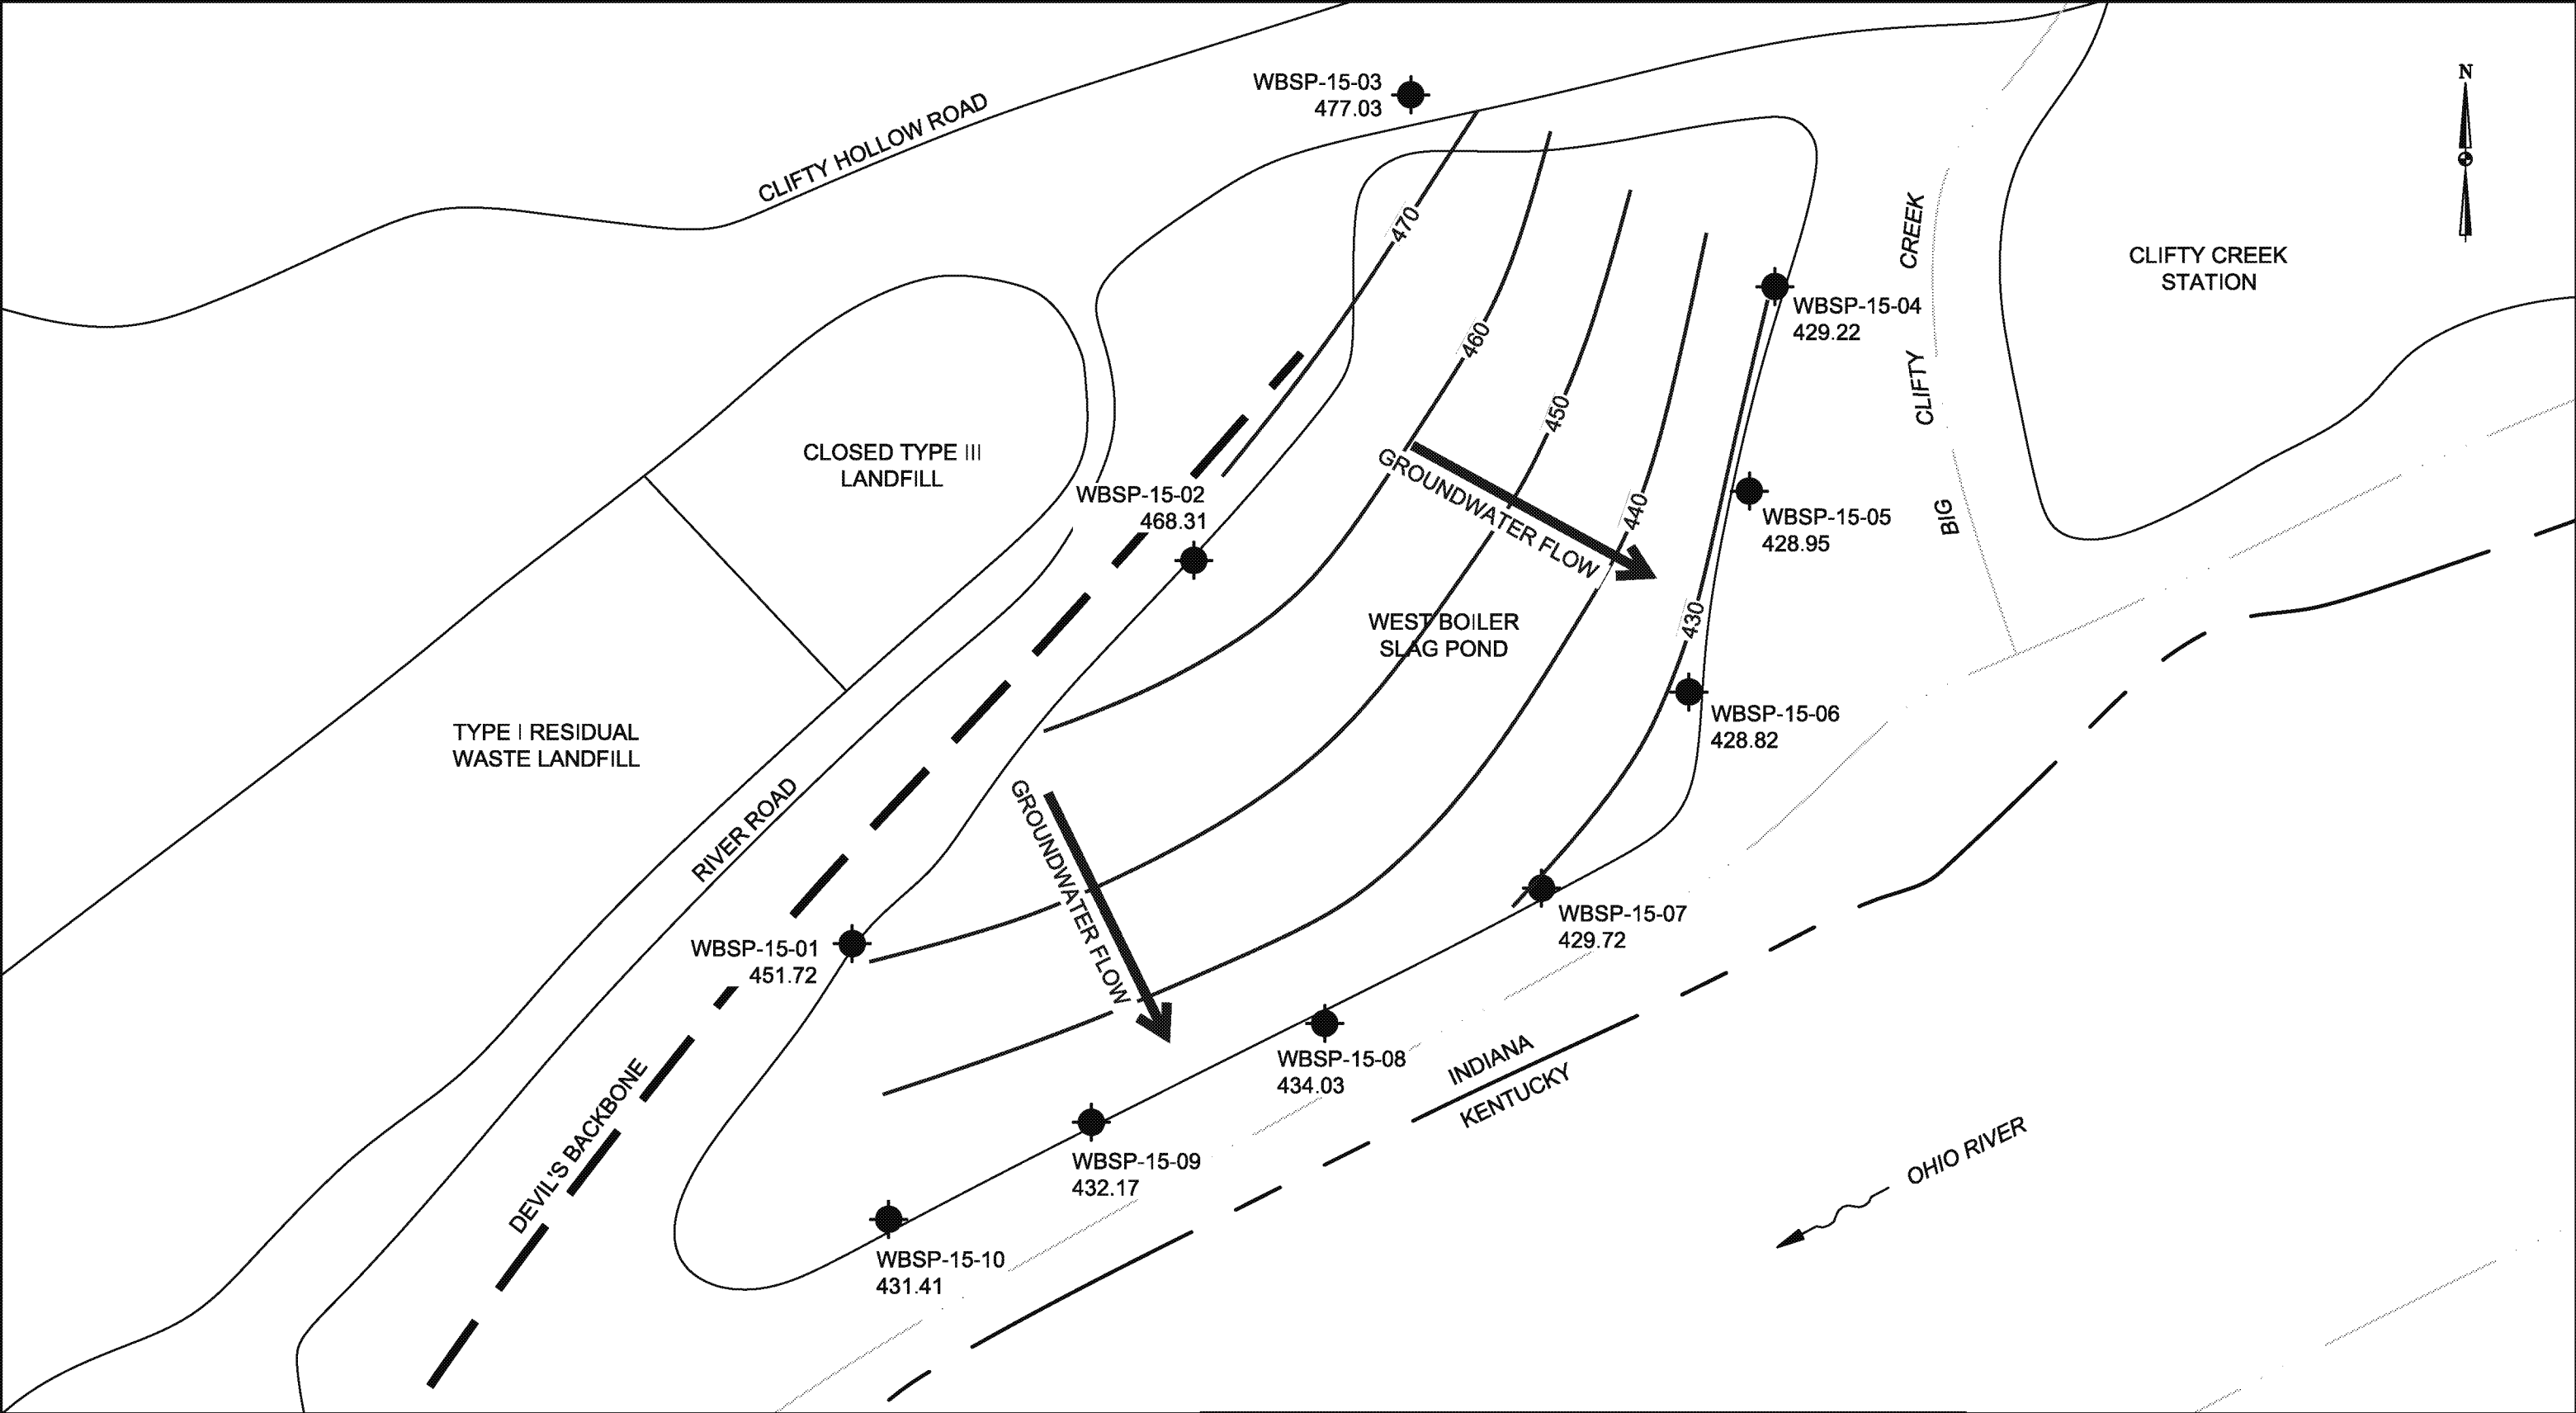 N
WBSP-15-03
477.03
CLIFTY HOLLOW ROAD
470
CREEK
CLIFTY
BIG
CLIFTY CREEK
STATION
WBSP-15-04
429.22
460
450
CLOSED TYPE III
LANDFILL
WBSP-15-02
468.31
GROUNDWATER FLOW
440
WBSP-15-05
428.95
430
WEST BOILER
SLAG POND
WBSP-15-06
428.82
TYPE I RESIDUAL
WASTE LANDFILL
RIVER ROAD
GROUNDWATER FLOW
WBSP-15-07
429.72
WBSP-15-01
451.72
WBSP-15-08
434.03
INDIANA
KENTUCKY
DEVIL'S BACKBONE
WBSP-15-09
432.17
OHIO RIVER
WBSP-15-10
431.41